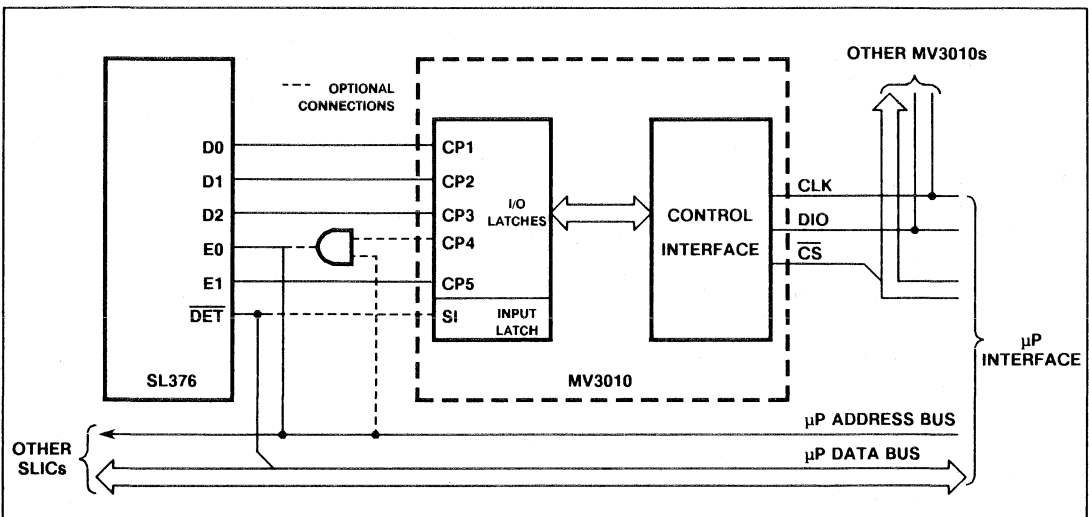 OTHER MV3010s
--- OPTIONAL
CONNECTIONS
D0
D1
D2
E0
E1
DET
SL376
CP1
CP2
CP3
CP4
CP5
SI
I/O
LATCHES
INPUT
LATCH
CONTROL
INTERFACE
MV3010
CLK
DIO
CS
µP
INTERFACE
µP ADDRESS BUS
µP DATA BUS
OTHER
SLICs